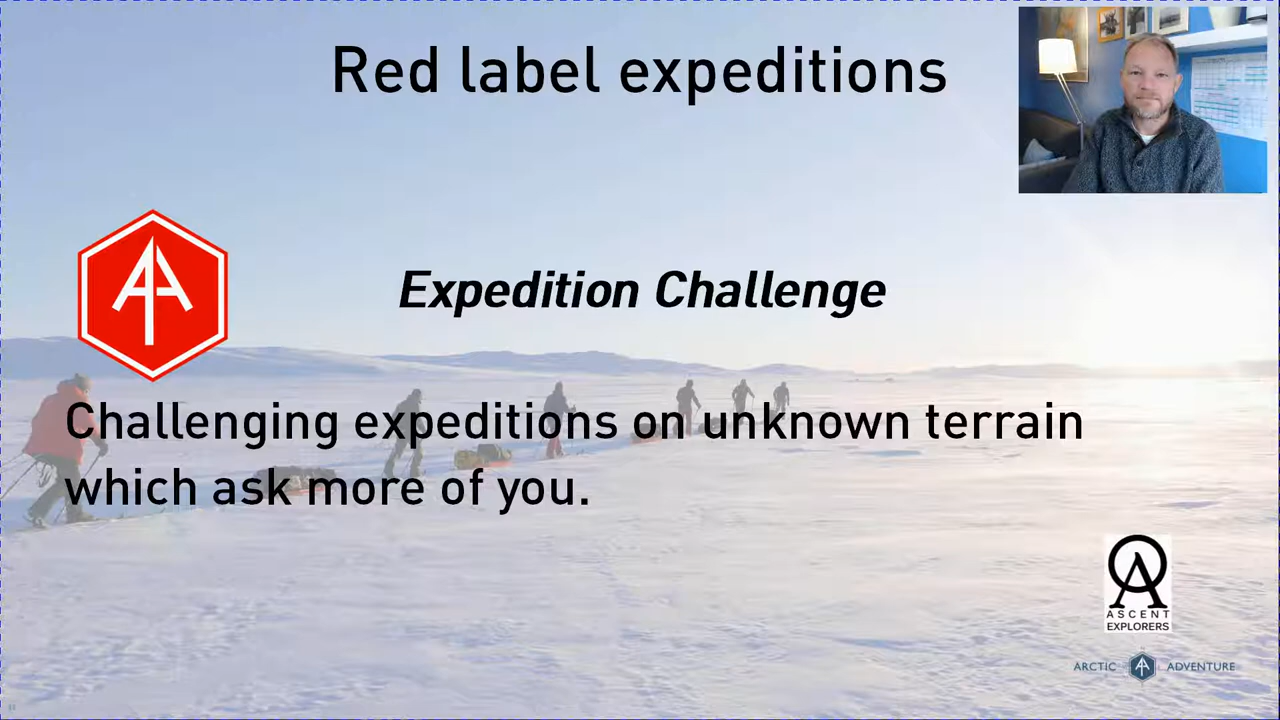 Red label expeditions
Expedition Challenge
Challenging expeditions on unknown terrain
which ask more of you.
ASCENT
EXPLORERS
ARCTIC ADVENTURE